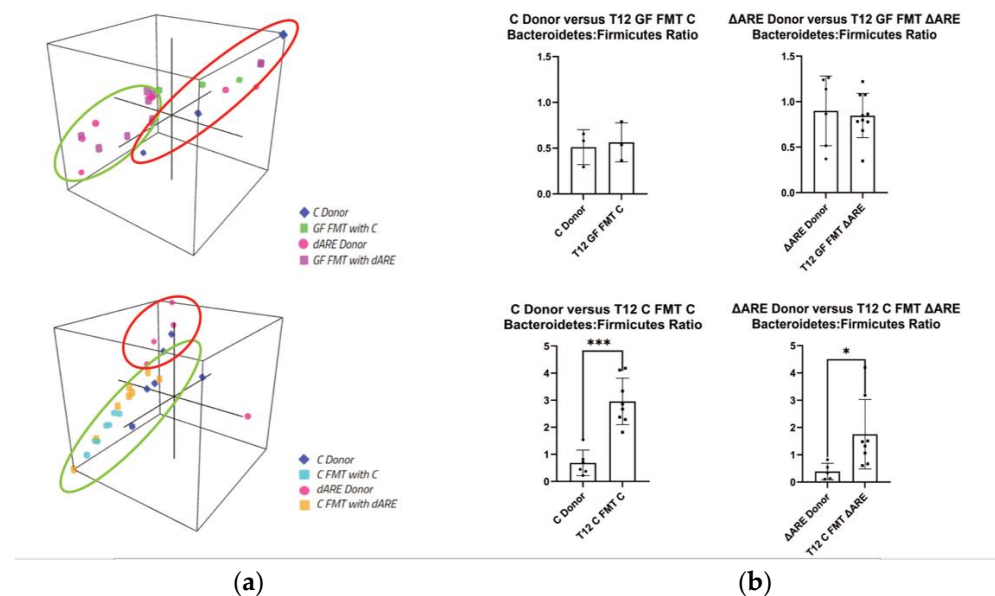 C Donor
GF FMT with C
dARE Donor
GF FMT with dARE
C Donor
C FMT with C
dARE Donor
C FMT with dARE
(a)
C Donor versus T12 GF FMT C
Bacteroidetes:Firmicutes Ratio
1.5
1.0
0.5
0.0
C Donor
T12 GF FMT C
ΔARE Donor versus T12 GF FMT ΔARE
Bacteroidetes:Firmicutes Ratio
1.5
1.0
0.5
0.0
ΔARE Donor
T12 GF FMT ΔARE
C Donor versus T12 C FMT C
Bacteroidetes:Firmicutes Ratio
***
5
4
3
2
1
0
C Donor
T12 C FMT C
ΔARE Donor versus T12 C FMT ΔARE
Bacteroidetes:Firmicutes Ratio
*
5
4
3
2
1
0
ΔARE Donor
T12 C FMT ΔARE
(b)